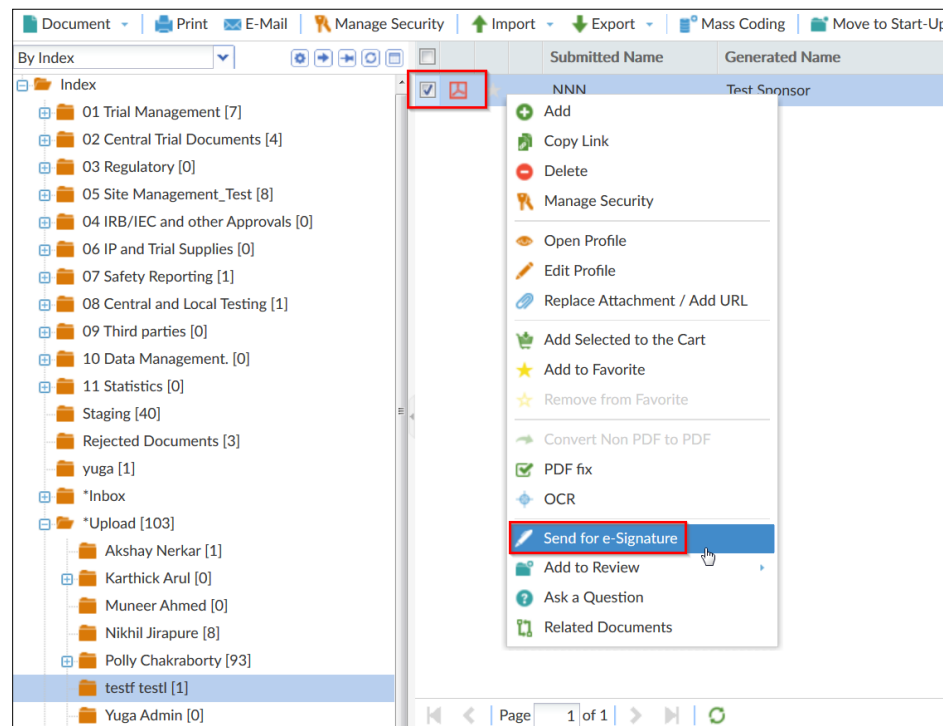 Document Print E-Mail Manage Security Import Export Mass Coding Move to Start-Up
By Index
Submitted Name Generated Name
Index
NNN Test Sponsor
01 Trial Management [7]
02 Central Trial Documents [4]
03 Regulatory [0]
05 Site Management_Test [8]
04 IRB/IEC and other Approvals [0]
06 IP and Trial Supplies [0]
07 Safety Reporting [1]
08 Central and Local Testing [1]
09 Third parties [0]
10 Data Management. [0]
11 Statistics [0]
Staging [40]
Rejected Documents [3]
yuga [1]
*Inbox
*Upload [103]
Akshay Nerkar [1]
Karthick Arul [0]
Muneer Ahmed [0]
Nikhil Jirapure [8]
Polly Chakraborty [93]
testf testl [1]
Yuga Admin [0]
Add
Copy Link
Delete
Manage Security
Open Profile
Edit Profile
Replace Attachment / Add URL
Add Selected to the Cart
Add to Favorite
Remove from Favorite
Convert Non PDF to PDF
PDF fix
OCR
Send for e-Signature
Add to Review
Ask a Question
Related Documents
Page 1 of 1